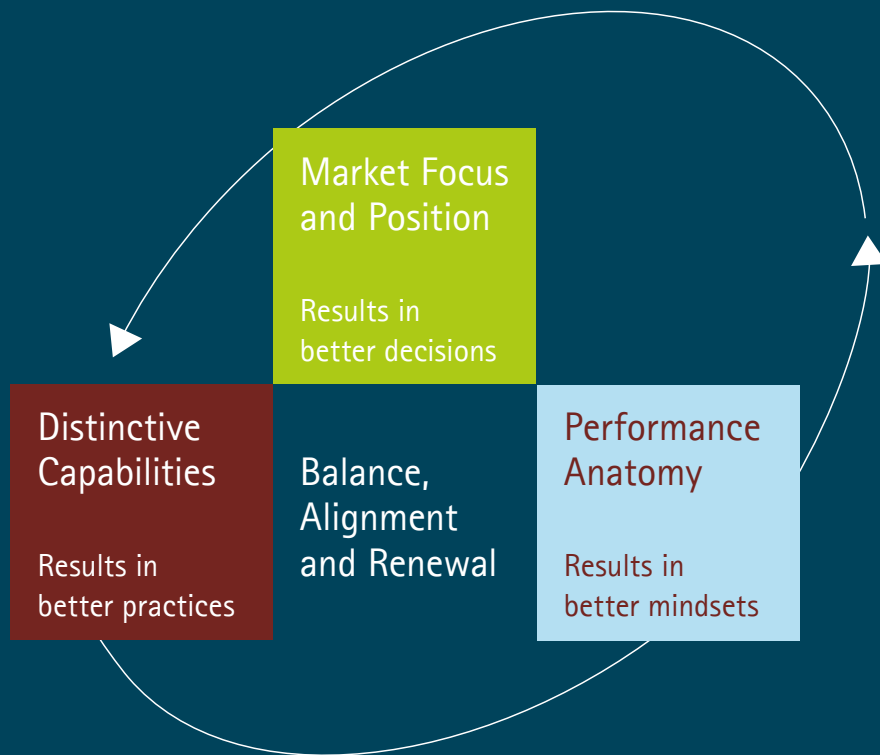 Market Focus
and Position
Results in
better decisions
Distinctive
Capabilities
Results in
better practices
Balance,
Alignment
and Renewal
Performance
Anatomy
Results in
better mindsets